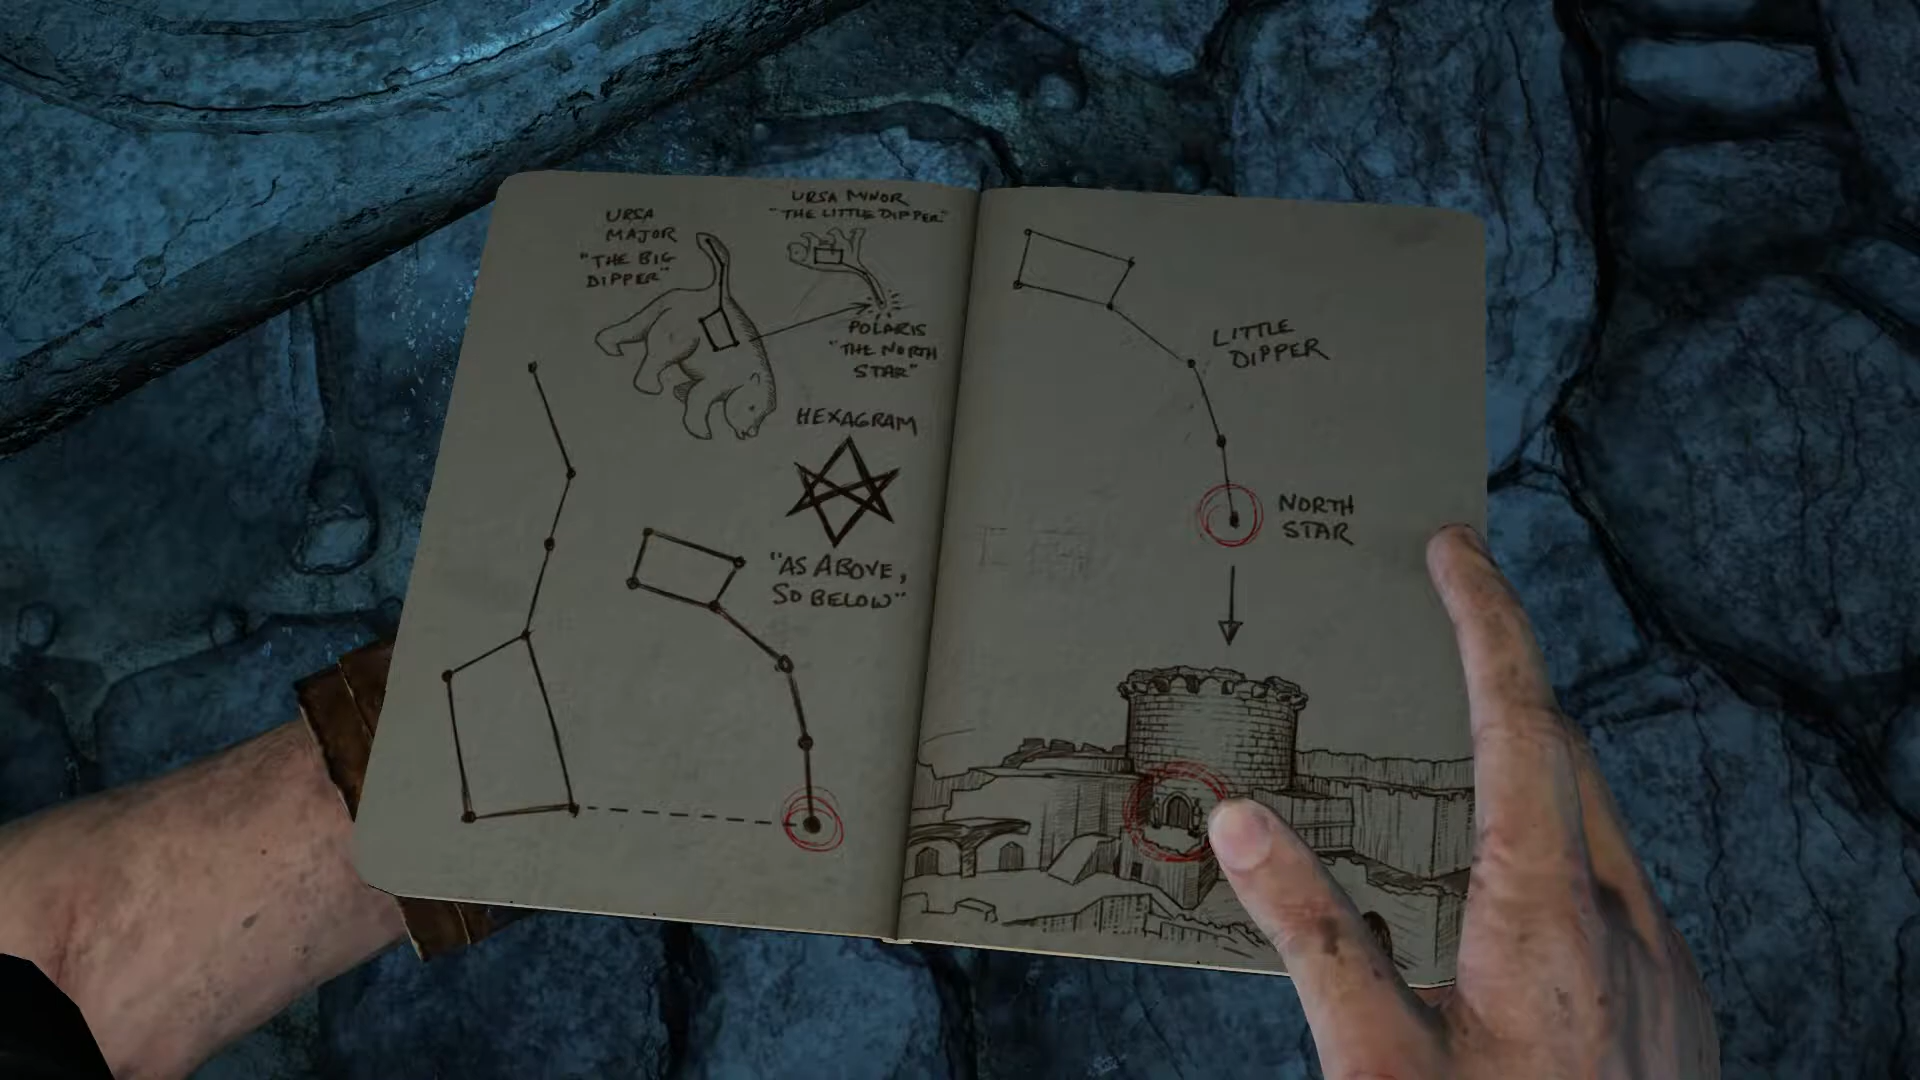 URSA
MAJOR
"THE BIG
DIPPER"
URSA MINOR
"THE LITTLE DIPPER"
POLARIS
"THE NORTH
STAR"
HEXAGRAM
"AS ABOVE,
SO BELOW"
LITTLE
DIPPER
NORTH
STAR